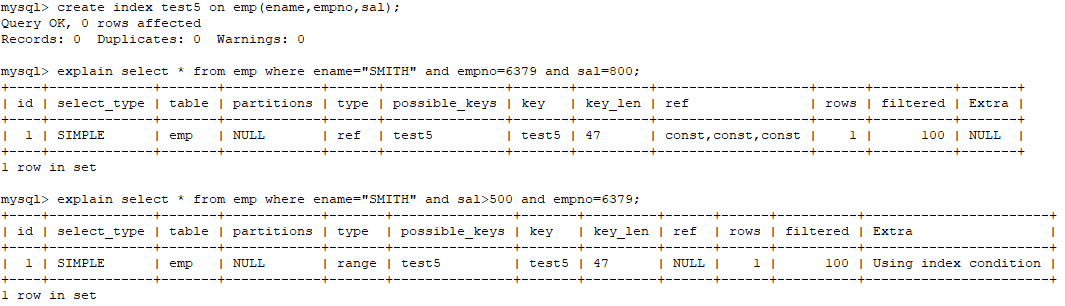 mysql> create index test5 on emp(ename,empno,sal);
Query OK, 0 rows affected
Records: 0  Duplicates: 0  Warnings: 0

mysql> explain select * from emp where ename="SMITH" and empno=6379 and sal=800;
+----+-------------+-------+------------+------+---------------+-------+---------+-------------------+------+----------+-------+
| id | select_type | table | partitions | type | possible_keys | key   | key_len | ref               | rows | filtered | Extra |
+----+-------------+-------+------------+------+---------------+-------+---------+-------------------+------+----------+-------+
|  1 | SIMPLE      | emp   | NULL       | ref  | test5         | test5 | 47      | const,const,const |    1 |      100 | NULL  |
+----+-------------+-------+------------+------+---------------+-------+---------+-------------------+------+----------+-------+
1 row in set

mysql> explain select * from emp where ename="SMITH" and sal>500 and empno=6379;
+----+-------------+-------+------------+-------+---------------+-------+---------+------+------+----------+-----------------------+
| id | select_type | table | partitions | type  | possible_keys | key   | key_len | ref  | rows | filtered | Extra                 |
+----+-------------+-------+------------+-------+---------------+-------+---------+------+------+----------+-----------------------+
|  1 | SIMPLE      | emp   | NULL       | range | test5         | test5 | 47      | NULL |    1 |      100 | Using index condition |
+----+-------------+-------+------------+-------+---------------+-------+---------+------+------+----------+-----------------------+
1 row in set